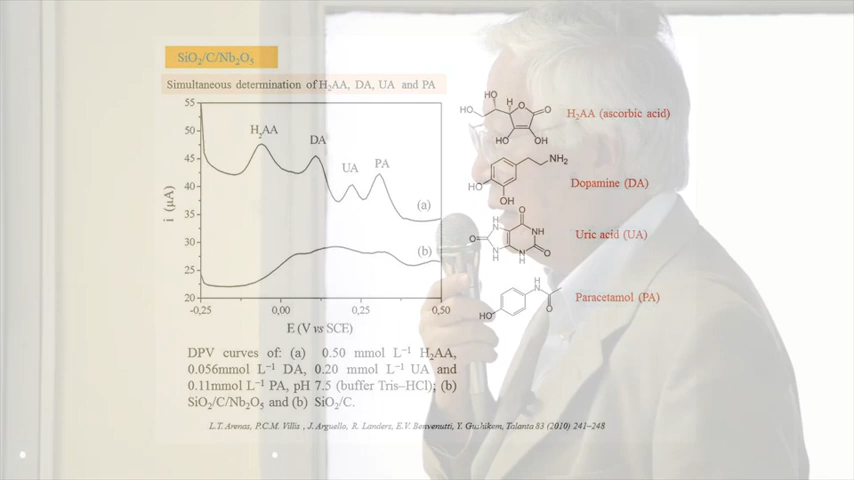 SiO₂/C/Nb₂O₅
Simultaneous determination of H₂AA, DA, UA and PA
55
50
45
40
35
30
25
20
-0,25
0,00
0,25
0,50
i (µA)
E (V vs SCE)
H₂AA
DA
UA
PA
(a)
(b)
HO
HO
H
O
O
HO
OH
H₂AA (ascorbic acid)
NH₂
HO
OH
Dopamine (DA)
O
H
N
NH
O
N
H
N
H
O
Uric acid (UA)
H
N
O
HO
Paracetamol (PA)
DPV curves of: (a) 0.50 mmol L⁻¹ H₂AA,
0.056mmol L⁻¹ DA, 0.20 mmol L⁻¹ UA and
0.11mmol L⁻¹ PA, pH 7.5 (buffer Tris–HCl); (b)
SiO₂/C/Nb₂O₅ and (b) SiO₂/C.
L.T. Arenas, P.C.M. Villis , J. Arguello, R. Landers, E.V. Benvenutti, Y. Gushikem, Talanta 83 (2010) 241–248